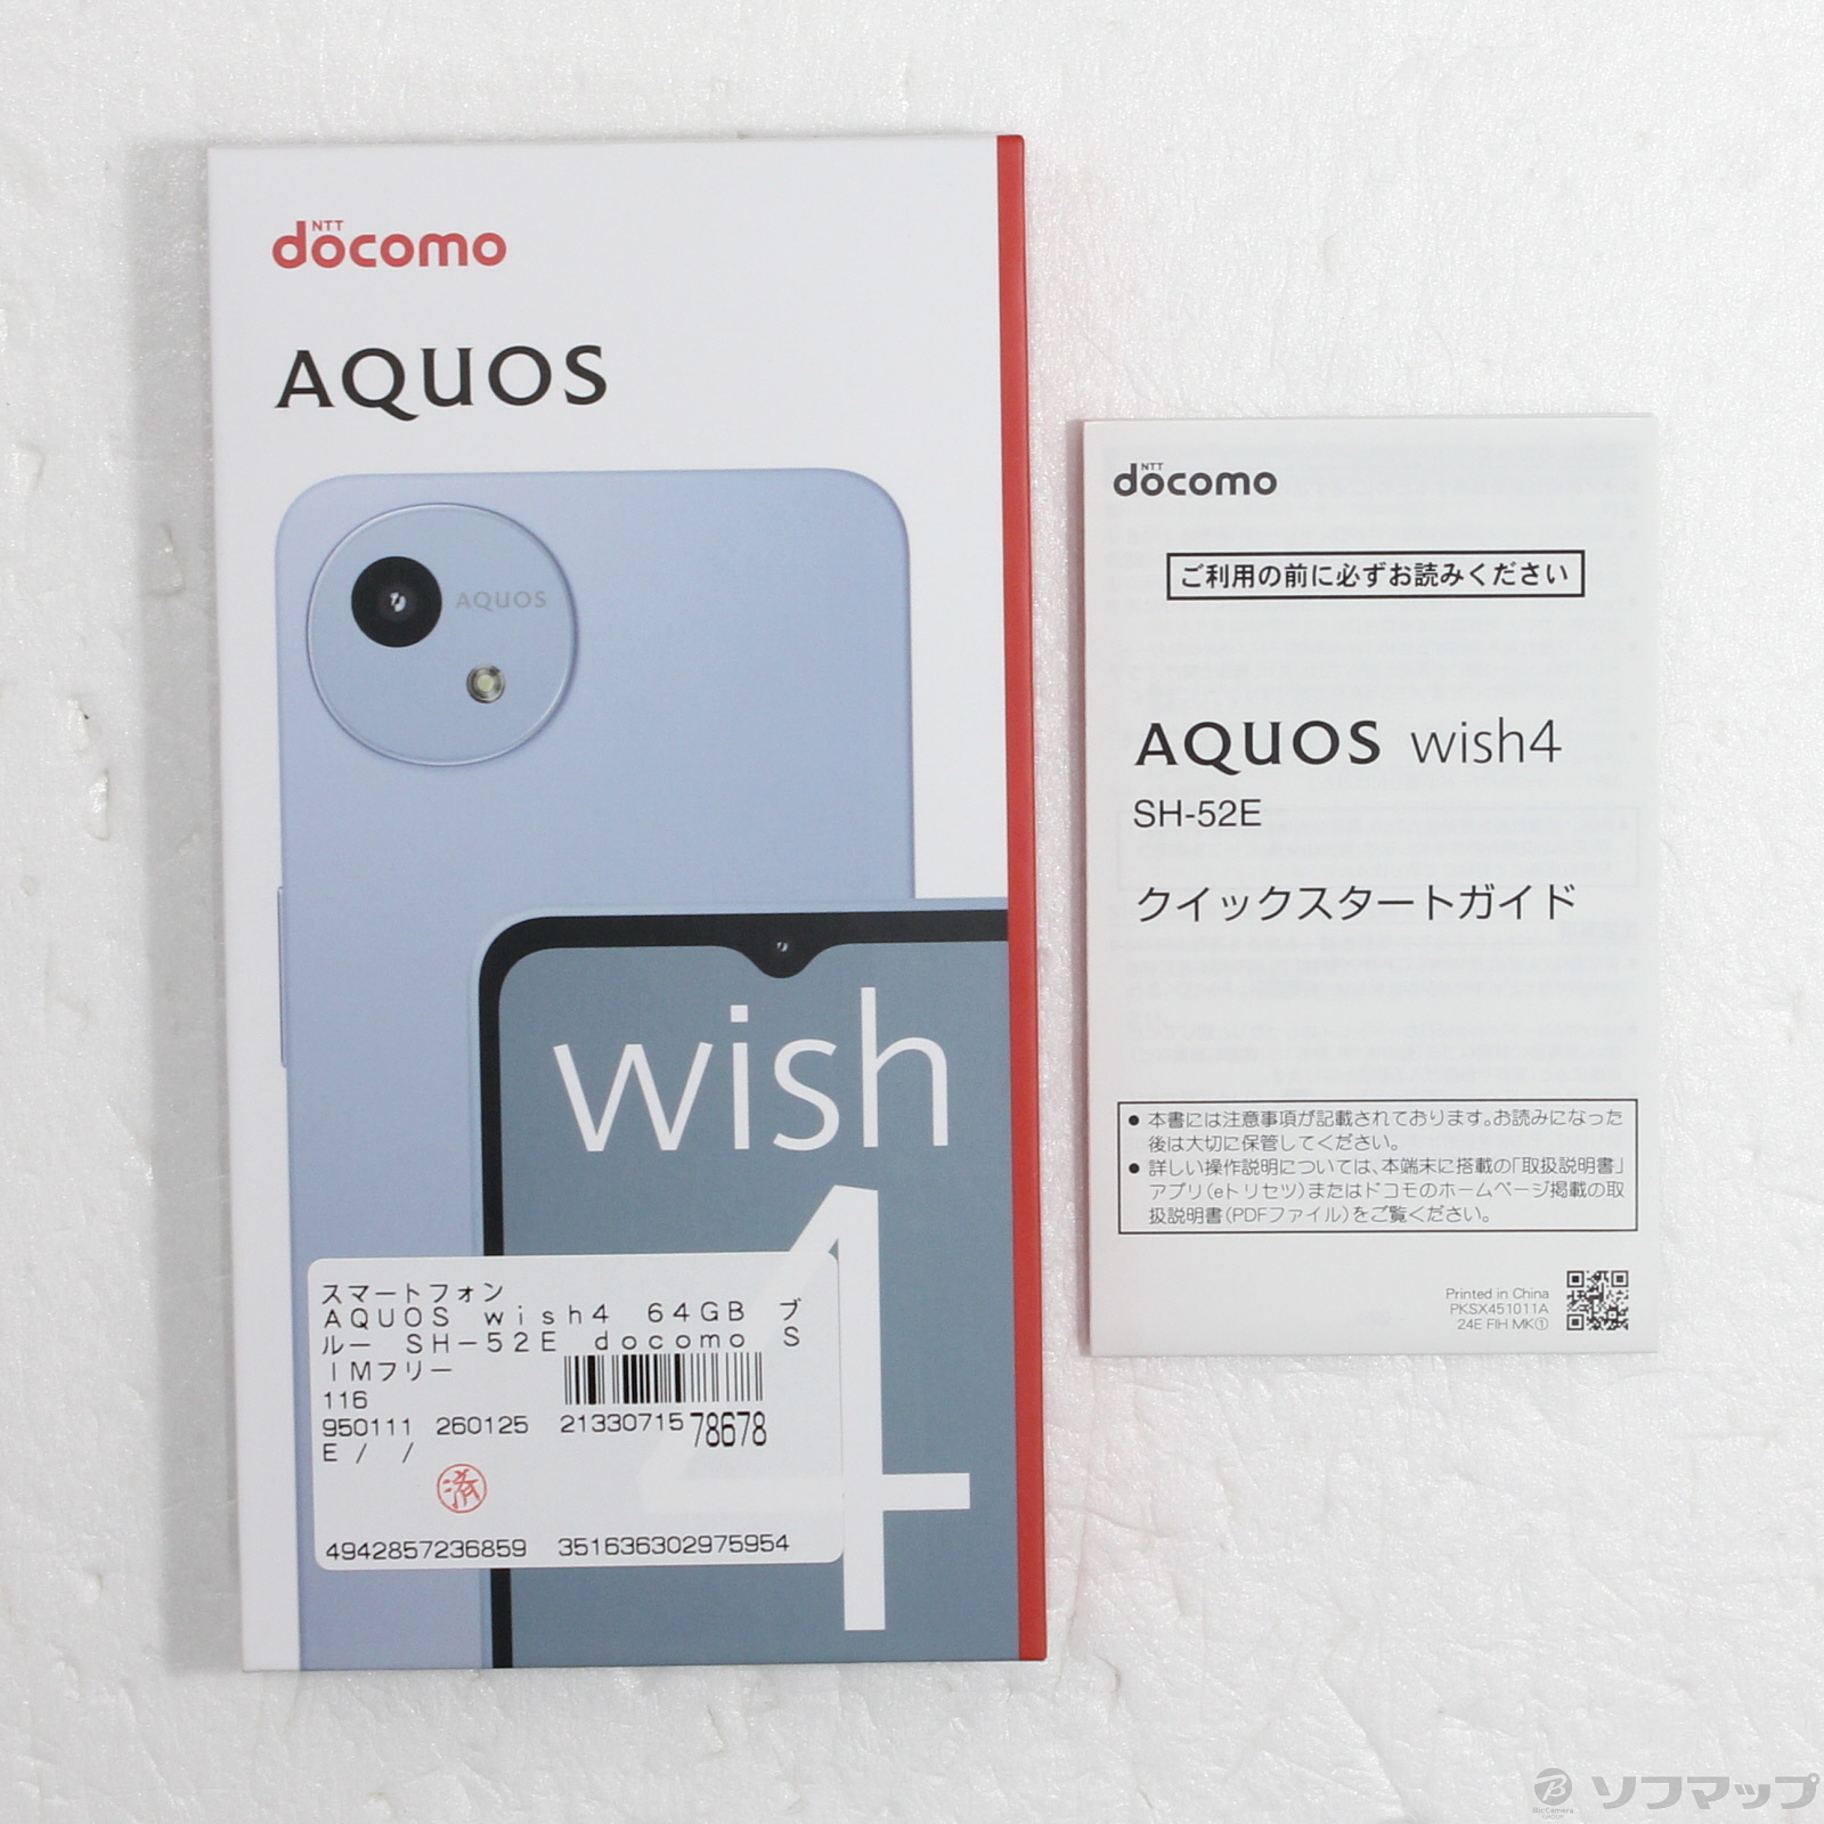 NTT
docomo
AQUOS
AQUOS
wish
4
スマートフォン
AQUOS wish4 64GB ブ
ルー SH-52E docomo S
IMフリー
116
950111 260125 21330715 78678
E / /
済
4942857236859 351636302975954
NTT
docomo
ご利用の前に必ずお読みください
AQUOS wish4
SH-52E
クイックスタートガイド
● 本書には注意事項が記載されております。お読みになった
後は大切に保管してください。
● 詳しい操作説明については、本端末に搭載の「取扱説明書」
アプリ(eトリセツ)またはドコモのホームページ掲載の取
扱説明書(PDFファイル)をご覧ください。
Printed in China
PKSX451011A
24E FIH MK①
B
BicCamera
GROUP
ソフマップ